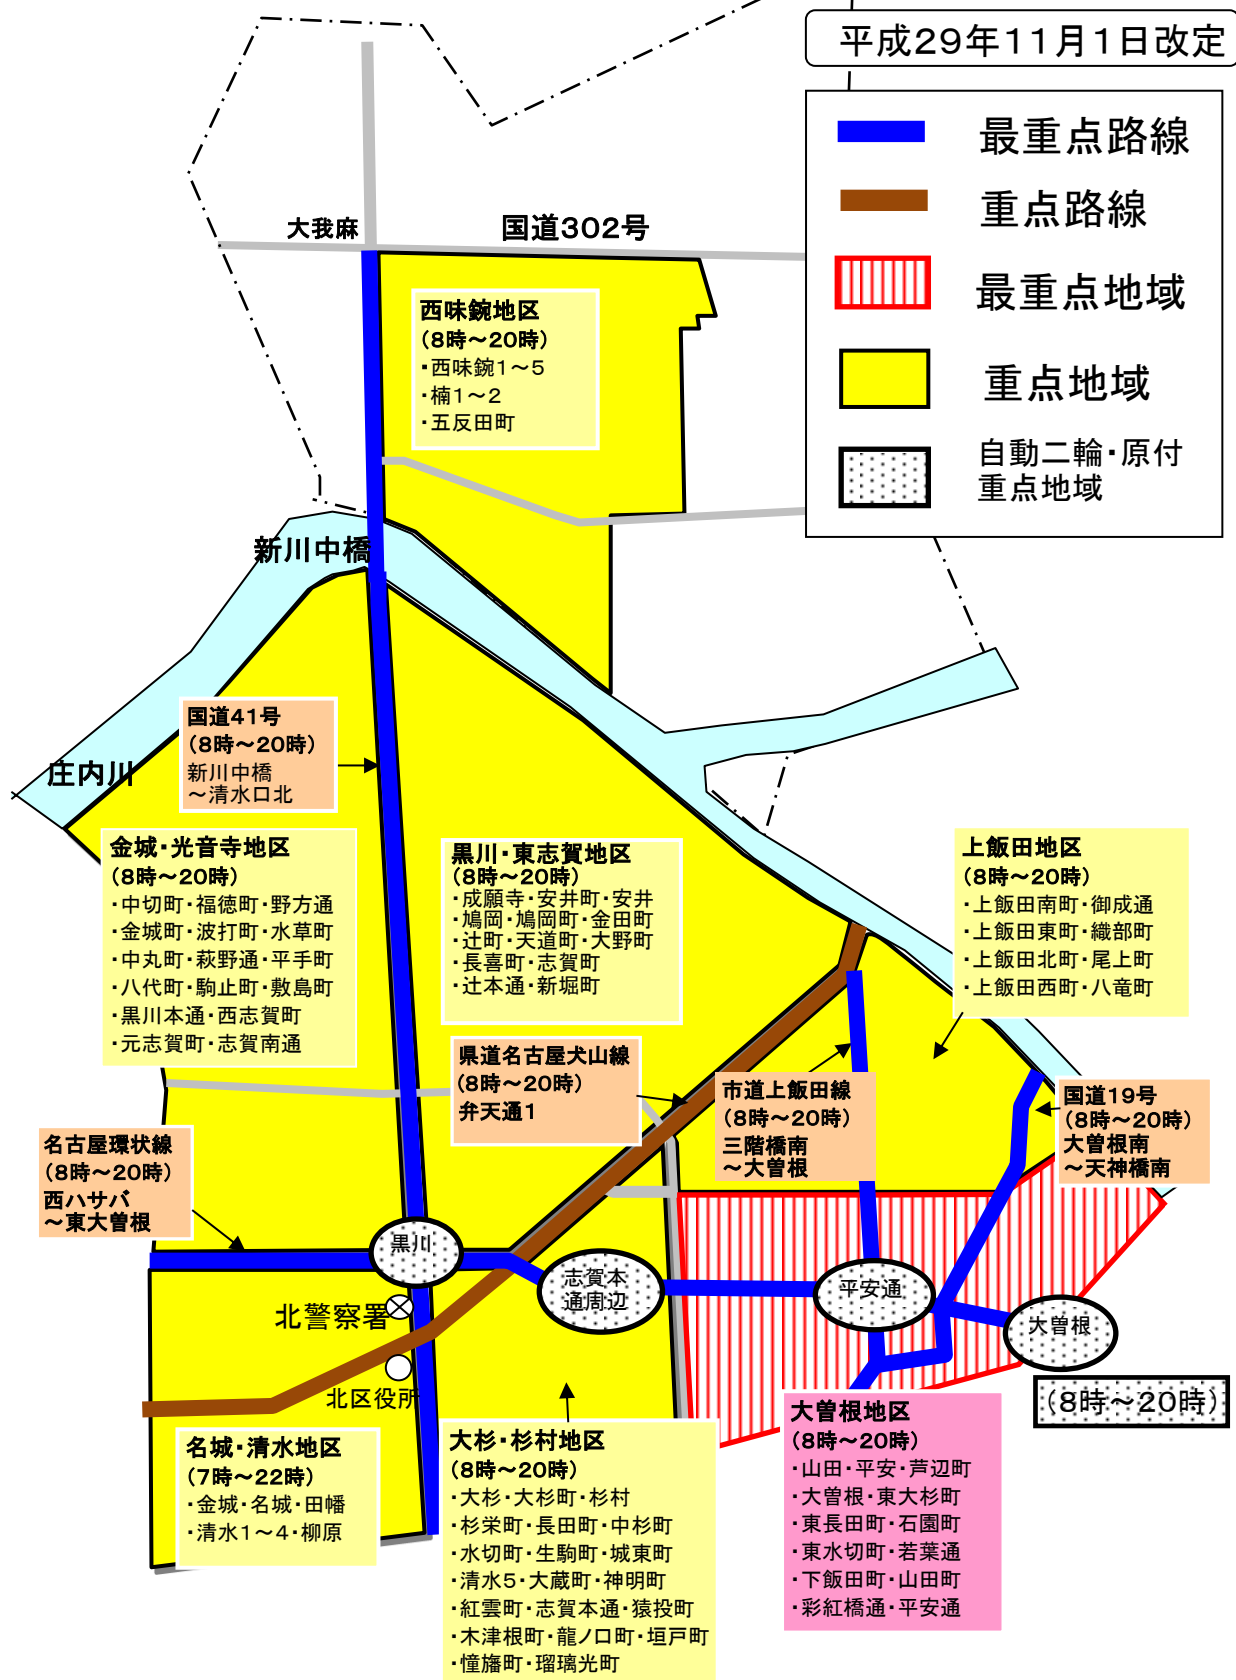 平成29年11月1日改定
最重点路線
重点路線
最重点地域
重点地域
自動二輪・原付
重点地域
大我麻
国道302号
西味鋺地区
(8時～20時)
・西味鋺1～5
・楠1～2
・五反田町
新川中橋
国道41号
(8時～20時)
新川中橋
～清水口北
庄内川
金城・光音寺地区
(8時～20時)
・中切町・福徳町・野方通
・金城町・波打町・水草町
・中丸町・萩野通・平手町
・八代町・駒止町・敷島町
・黒川本通・西志賀町
・元志賀町・志賀南通
黒川・東志賀地区
(8時～20時)
・成願寺・安井町・安井
・鳩岡・鳩岡町・金田町
・辻町・天道町・大野町
・長喜町・志賀町
・辻本通・新堀町
上飯田地区
(8時～20時)
・上飯田南町・御成通
・上飯田東町・織部町
・上飯田北町・尾上町
・上飯田西町・八竜町
県道名古屋犬山線
(8時～20時)
弁天通1
市道上飯田線
(8時～20時)
三階橋南
～大曽根
国道19号
(8時～20時)
大曽根南
～天神橋南
名古屋環状線
(8時～20時)
西ハサバ
～東大曽根
黒川
志賀本
通周辺
平安通
大曽根
(8時～20時)
北警察署
北区役所
名城・清水地区
(7時～22時)
・金城・名城・田幡
・清水1～4・柳原
大杉・杉村地区
(8時～20時)
・大杉・大杉町・杉村
・杉栄町・長田町・中杉町
・水切町・生駒町・城東町
・清水5・大蔵町・神明町
・紅雲町・志賀本通・猿投町
・木津根町・龍ノ口町・垣戸町
・憧旛町・瑠璃光町
大曽根地区
(8時～20時)
・山田・平安・芦辺町
・大曽根・東大杉町
・東長田町・石園町
・東水切町・若葉通
・下飯田町・山田町
・彩紅橋通・平安通